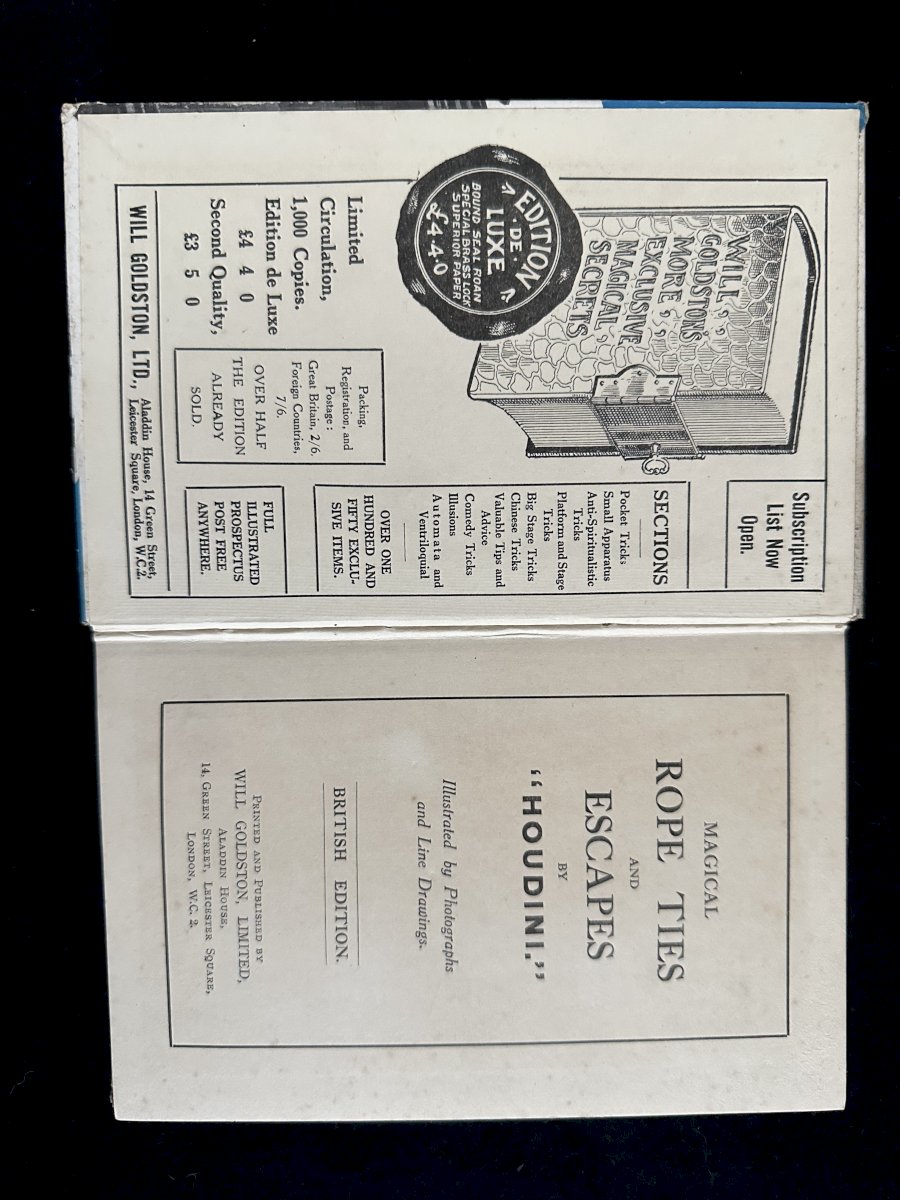 Subscription
List Now
Open.
WILL
GOLDSTONS
MORE
EXCLUSIVE
MAGICAL
SECRETS
EDITION
DE
LUXE
BOUND SEAL ROAN
SPECIAL BRASS LOCK
SUPERIOR PAPER
£4.4.0
SECTIONS
Pocket Tricks
Small Apparatus
Anti-Spiritualistic
Tricks
Platform and Stage
Tricks
Big Stage Tricks
Chinese Tricks
Valuable Tips and
Advice
Comedy Tricks
Illusions
Automata and
Ventriloquial
OVER ONE
HUNDRED AND
FIFTY EXCLU-
SIVE ITEMS.
Limited
Circulation,
1,000 Copies.
Edition de Luxe
£4 4 0
Second Quality,
£3 5 0
Packing,
Registration, and
Postage:
Great Britain, 2/6.
Foreign Countries,
7/6.
OVER HALF
THE EDITION
ALREADY
SOLD.
FULL
ILLUSTRATED
PROSPECTUS
POST FREE
ANYWHERE.
WILL GOLDSTON, LTD., Aladdin House, 14 Green Street,
Leicester Square, London, W.C.2.
MAGICAL
ROPE TIES
AND
ESCAPES
BY
"HOUDINI."
Illustrated by Photographs
and Line Drawings.
BRITISH EDITION.
PRINTED AND PUBLISHED BY
WILL GOLDSTON, LIMITED,
ALADDIN HOUSE,
14, GREEN STREET, LEICESTER SQUARE,
LONDON, W.C. 2.